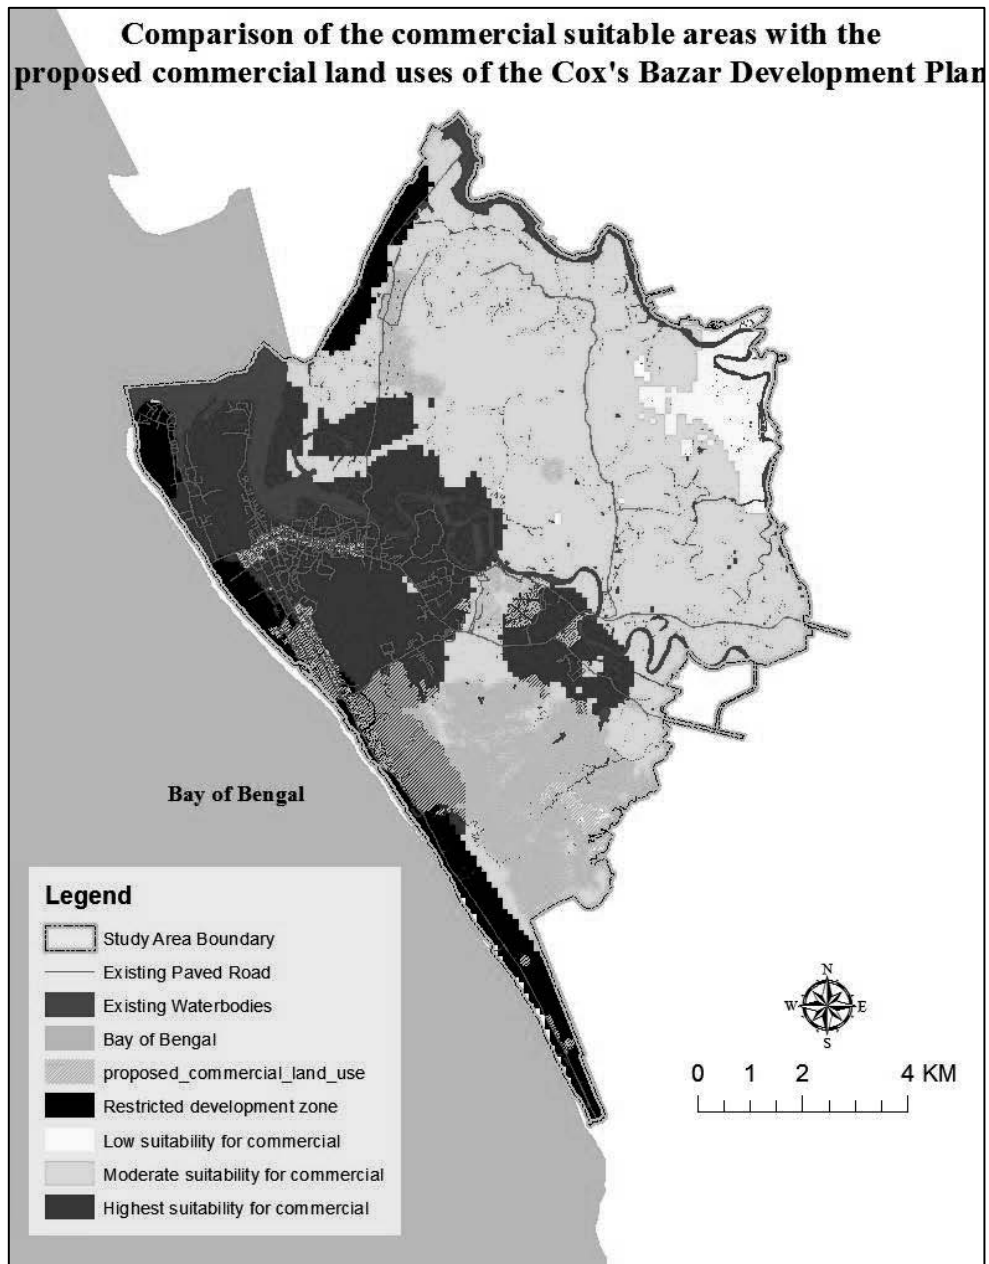 Comparison of the commercial suitable areas with the
proposed commercial land uses of the Cox's Bazar Development Plan
Bay of Bengal
Legend
Study Area Boundary
Existing Paved Road
Existing Waterbodies
Bay of Bengal
proposed_commercial_land_use
Restricted development zone
Low suitability for commercial
Moderate suitability for commercial
Highest suitability for commercial
N
W E
S
0 1 2 4 KM